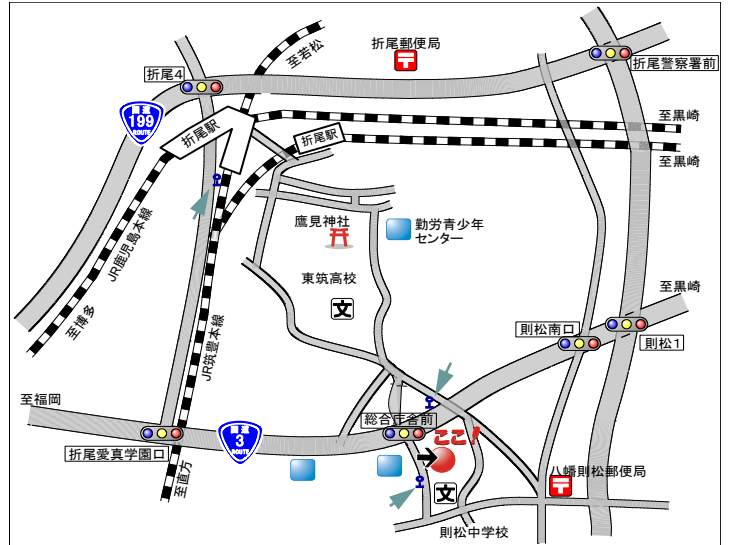 至若松
折尾郵便局
折尾4
折尾警察署前
国道
199
ROUTE
至黒崎
折尾駅
折尾駅
至黒崎
鷹見神社
勤労青少年
センター
JR鹿児島本線
東筑高校
文
至黒崎
至博多
則松南口
則松1
JR筑豊本線
至福岡
総合庁舎前
国道
3
ROUTE
ここ!
折尾愛真学園口
八幡則松郵便局
至直方
文
則松中学校